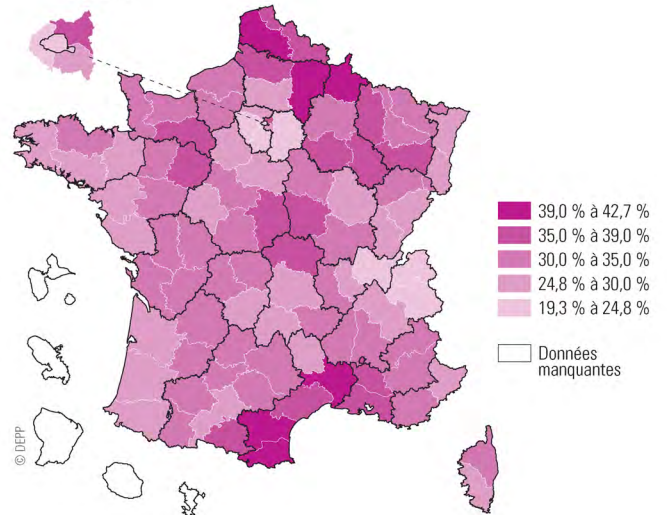 39,0 % à 42,7 %
35,0 % à 39,0 %
30,0 % à 35,0 %
24,8 % à 30,0 %
19,3 % à 24,8 %
Données
manquantes
© DEPP